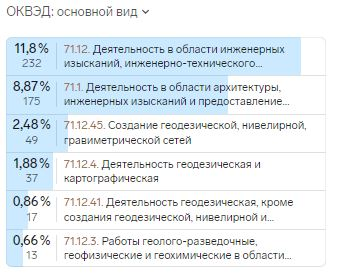 ОКВЭД: основной вид
11,8 % 71.12. Деятельность в области инженерных
232 изысканий, инженерно-технического...
8,87 % 71.1. Деятельность в области архитектуры,
175 инженерных изысканий и предоставление...
2,48 % 71.12.45. Создание геодезической, нивелирной,
49 гравиметрической сетей
1,88 % 71.12.4. Деятельность геодезическая и
37 картографическая
0,86 % 71.12.41. Деятельность геодезическая, кроме
17 создания геодезической, нивелирной и...
0,66 % 71.12.3. Работы геолого-разведочные,
13 геофизические и геохимические в области...